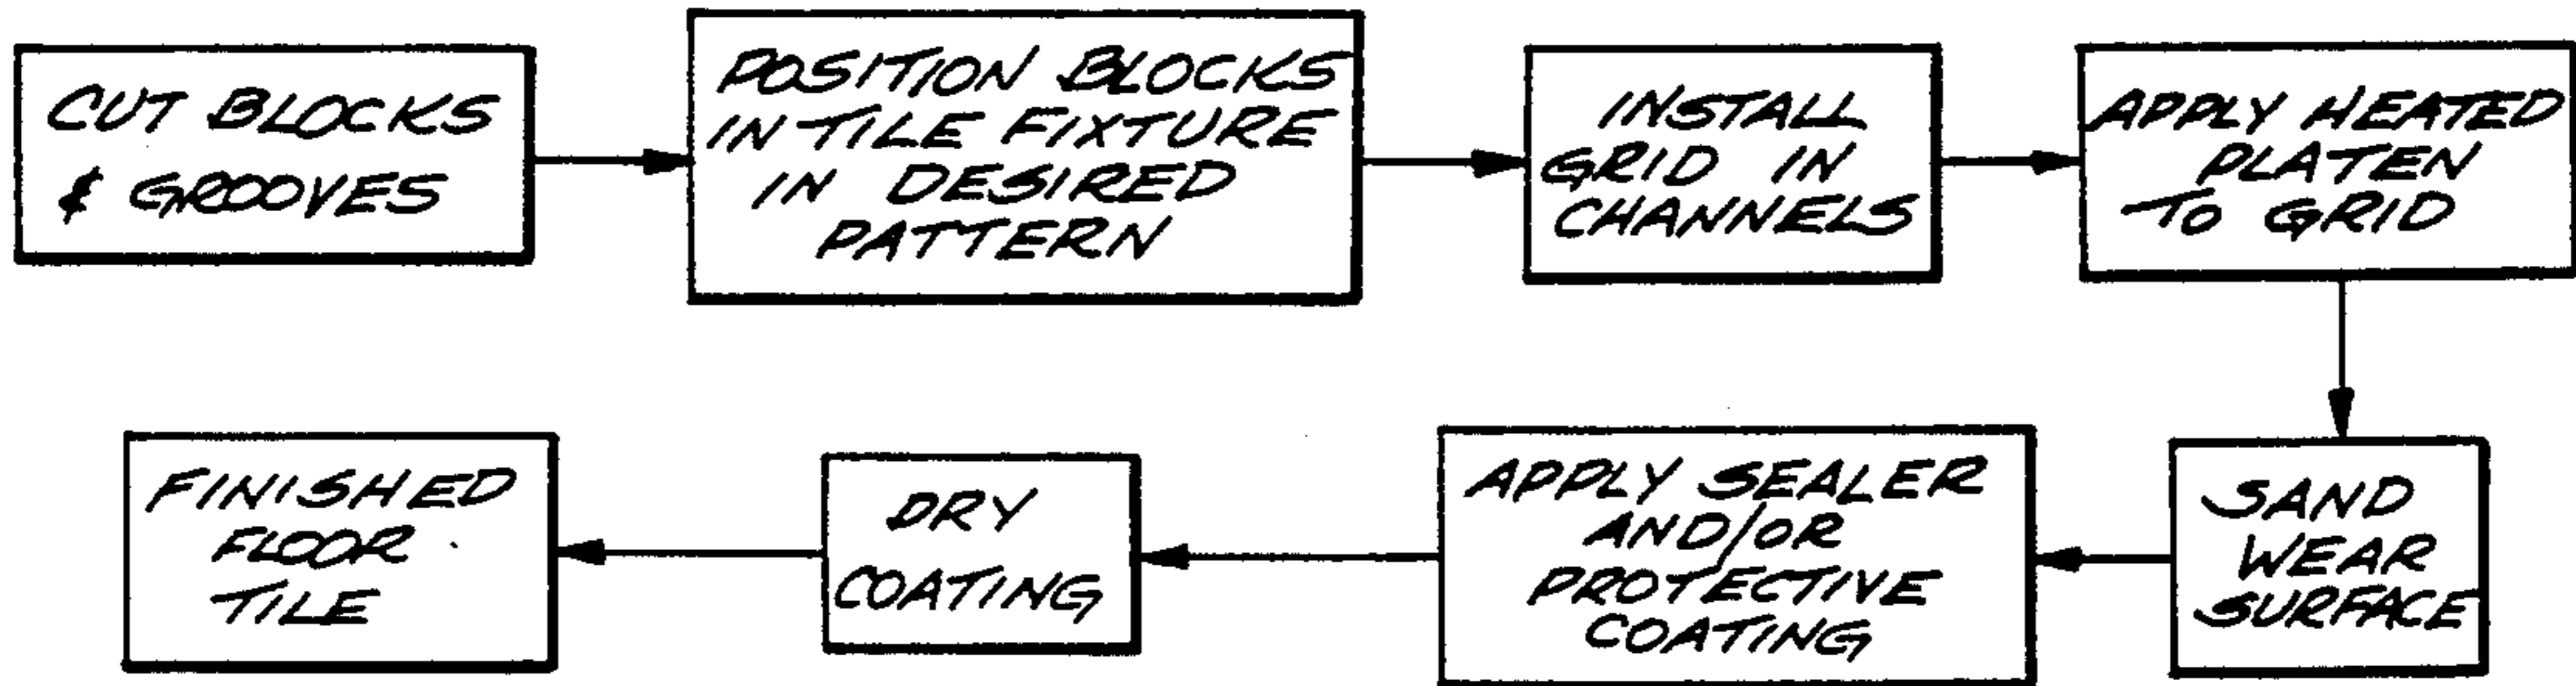 CUT BLOCKS
& GROOVES
POSITION BLOCKS
IN TILE FIXTURE
IN DESIRED
PATTERN
INSTALL
GRID IN
CHANNELS
APPLY HEATED
PLATEN
TO GRID
SAND
WEAR
SURFACE
APPLY SEALER
AND/OR
PROTECTIVE
COATING
DRY
COATING
FINISHED
FLOOR
TILE